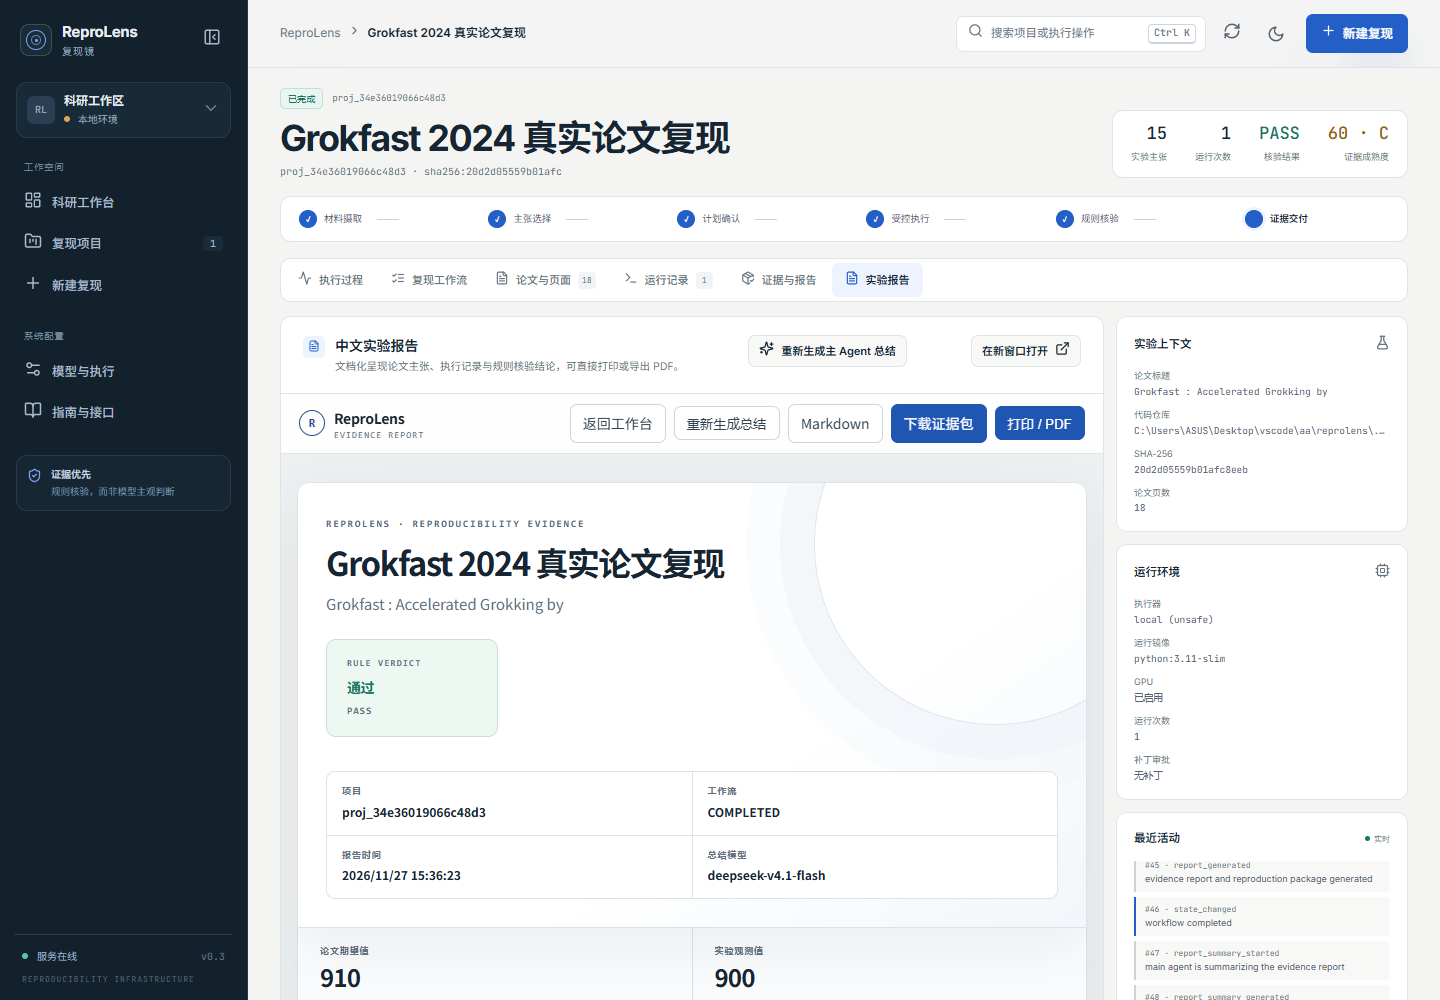 ReproLens
复现镜
RL
科研工作区
本地环境
工作空间
科研工作台
复现项目
1
新建复现
系统配置
模型与执行
指南与接口
证据优先
规则核验，而非模型主观判断
服务在线
v0.3
REPRODUCIBILITY INFRASTRUCTURE
ReproLens
Grokfast 2024 真实论文复现
搜索项目或执行操作
Ctrl K
新建复现
已完成
proj_34e36019066c48d3
Grokfast 2024 真实论文复现
proj_34e36019066c48d3 · sha256:20d2d05559b01afc
15
实验主张
1
运行次数
PASS
核验结果
60 · C
证据成熟度
材料摄取
主张选择
计划确认
受控执行
规则核验
证据交付
执行过程
复现工作流
论文与页面
18
运行记录
1
证据与报告
实验报告
中文实验报告
文档化呈现论文主张、执行记录与规则核验结论，可直接打印或导出 PDF。
重新生成主 Agent 总结
在新窗口打开
R
ReproLens
EVIDENCE REPORT
返回工作台
重新生成总结
Markdown
下载证据包
打印 / PDF
REPROLENS · REPRODUCIBILITY EVIDENCE
Grokfast 2024 真实论文复现
Grokfast : Accelerated Grokking by
RULE VERDICT
通过
PASS
项目
proj_34e36019066c48d3
工作流
COMPLETED
报告时间
2026/11/27 15:36:23
总结模型
deepseek-v4.1-flash
论文期望值
910
实验观测值
900
实验上下文
论文标题
Grokfast : Accelerated Grokking by
代码仓库
C:\Users\ASUS\Desktop\vscode\aa\reprolens\...
SHA-256
20d2d05559b01afc8eeb
论文页数
18
运行环境
执行器
local (unsafe)
运行镜像
python:3.11-slim
GPU
已启用
运行次数
1
补丁审批
无补丁
最近活动
实时
#45 · report_generated
evidence report and reproduction package generated
#46 · state_changed
workflow completed
#47 · report_summary_started
main agent is summarizing the evidence report
#48 · report_summary_generated